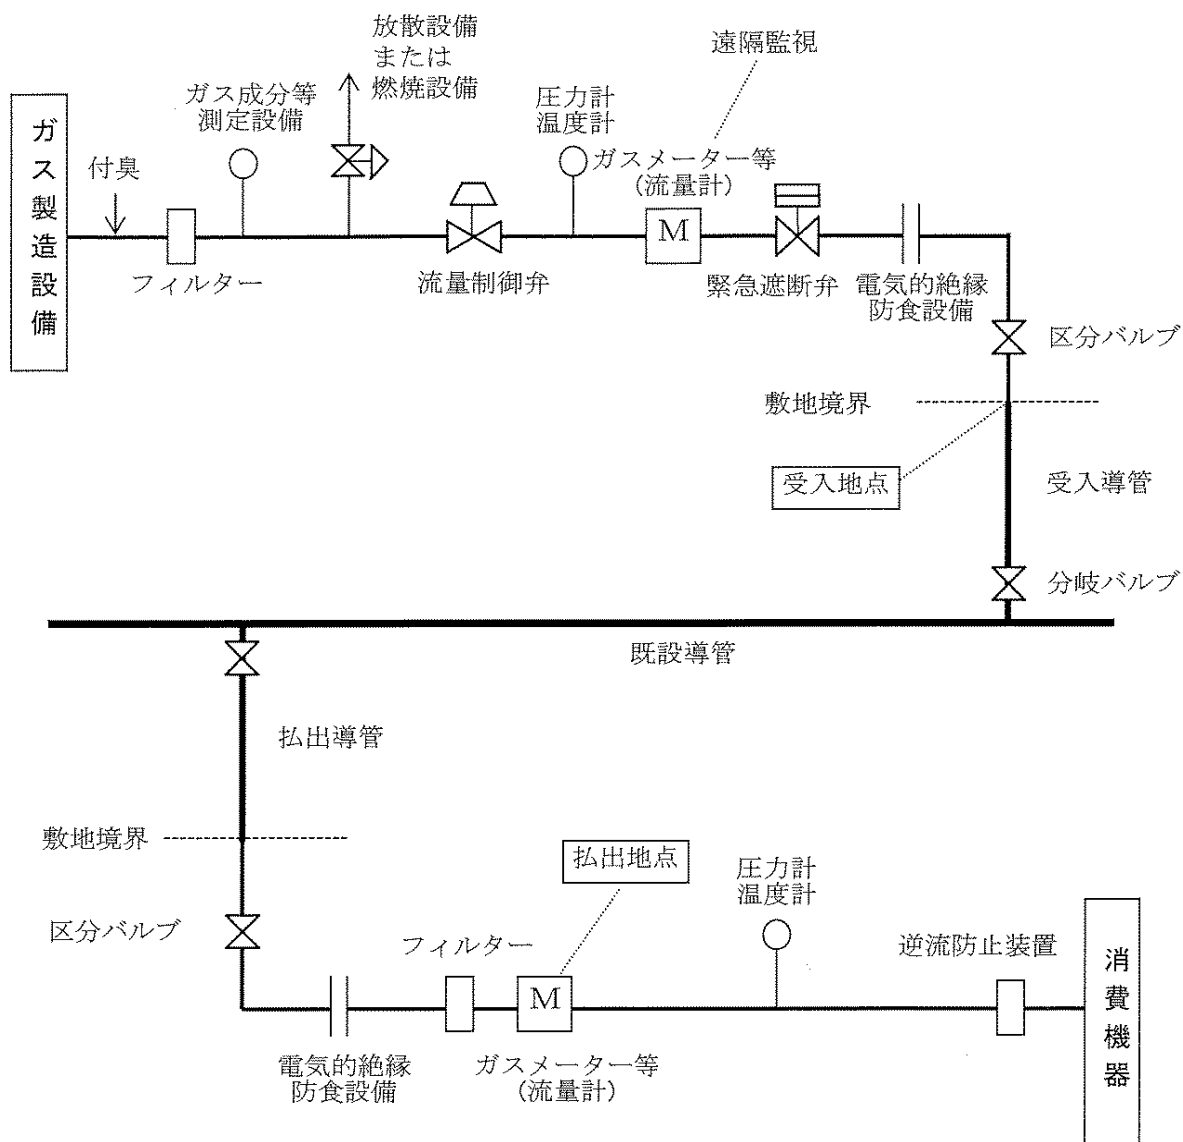 放散設備
または
燃焼設備
遠隔監視
ガス成分等
測定設備
圧力計
温度計
ガス製造設備
付臭
ガスメーター等
(流量計)
M
フィルター
流量制御弁
緊急遮断弁
電気的絶縁
防食設備
区分バルブ
敷地境界
受入地点
受入導管
分岐バルブ
既設導管
払出導管
敷地境界
払出地点
圧力計
温度計
区分バルブ
フィルター
逆流防止装置
消費機器
M
電気的絶縁
防食設備
ガスメーター等
(流量計)